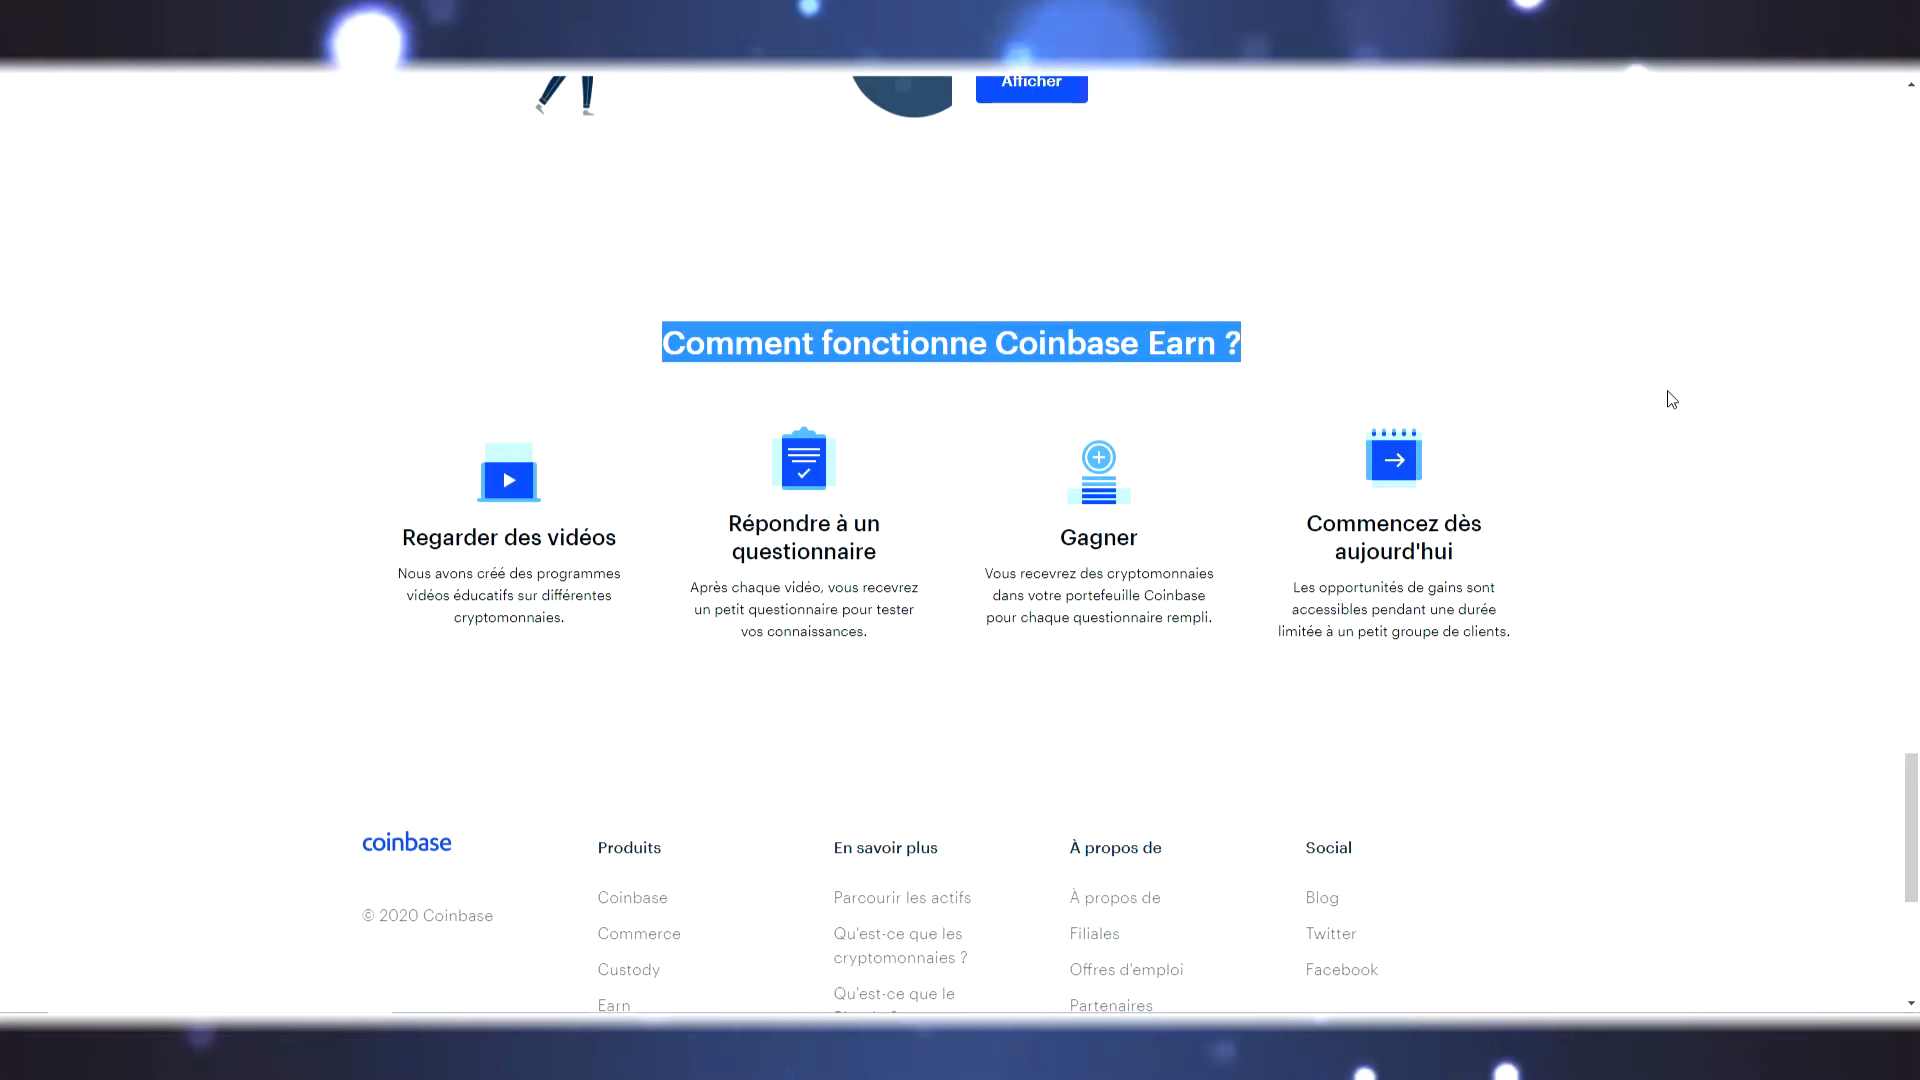 Afficher
Comment fonctionne Coinbase Earn ?
Regarder des vidéos
Nous avons créé des programmes
vidéos éducatifs sur différentes
cryptomonnaies.
Répondre à un
questionnaire
Après chaque vidéo, vous recevrez
un petit questionnaire pour tester
vos connaissances.
Gagner
Vous recevrez des cryptomonnaies
dans votre portefeuille Coinbase
pour chaque questionnaire rempli.
Commencez dès
aujourd'hui
Les opportunités de gains sont
accessibles pendant une durée
limitée à un petit groupe de clients.
coinbase
© 2020 Coinbase
Produits
Coinbase
Commerce
Custody
Earn
En savoir plus
Parcourir les actifs
Qu'est-ce que les
cryptomonnaies ?
Qu'est-ce que le
À propos de
À propos de
Filiales
Offres d'emploi
Partenaires
Social
Blog
Twitter
Facebook